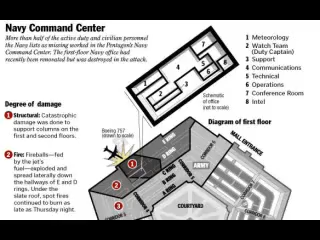 Navy Command Center
More than half of the active duty and civilian personnel
the Navy lists as missing worked in the Pentagon's Navy
Command Center. The first-floor Navy office had
recently been removated but was destroyed in the attack.
1 Meteorology
2 Watch Team
(Duty Captain)
3 Support
4 Communications
5 Technical
6 Operations
7 Conference Room
8 Intel
Schematic
of office
(not to scale)
Degree of damage
1 Structural: Catastrophic
damage was done to
support columns on the
first and second floors.
Boeing 757
(drawn to scale)
Diagram of first floor
2 Fire: Fireballs—fed
by the jet's
fuel—exploded and
spread laterally down
the hallways of E and D
rings. Under the
slate roof, spot fires
continued to burn as
late as Thursday night.
MALL ENTRANCE
E RING
D RING
ARMY
COURTYARD